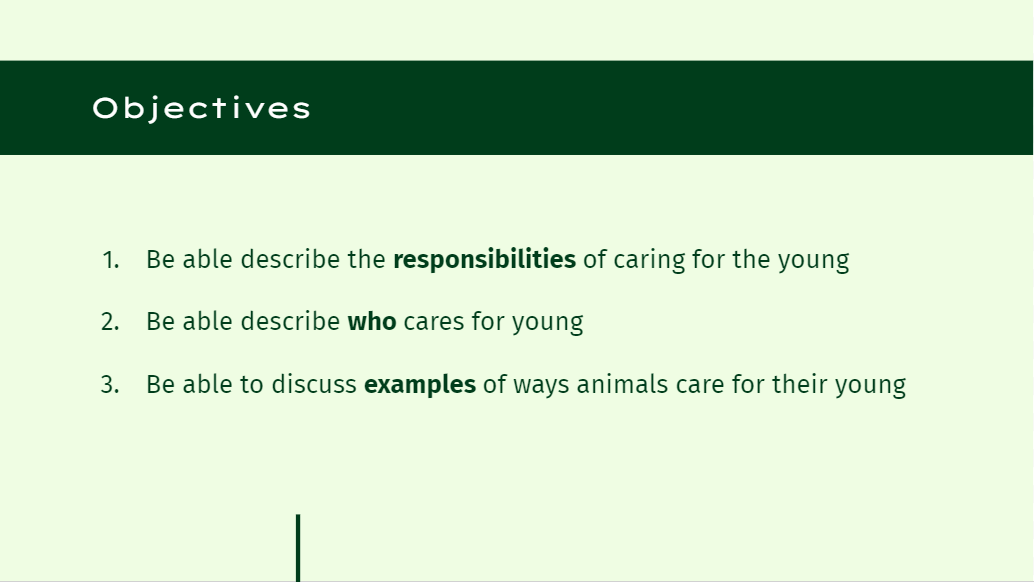 Objectives
1. Be able describe the responsibilities of caring for the young
2. Be able describe who cares for young
3. Be able to discuss examples of ways animals care for their young